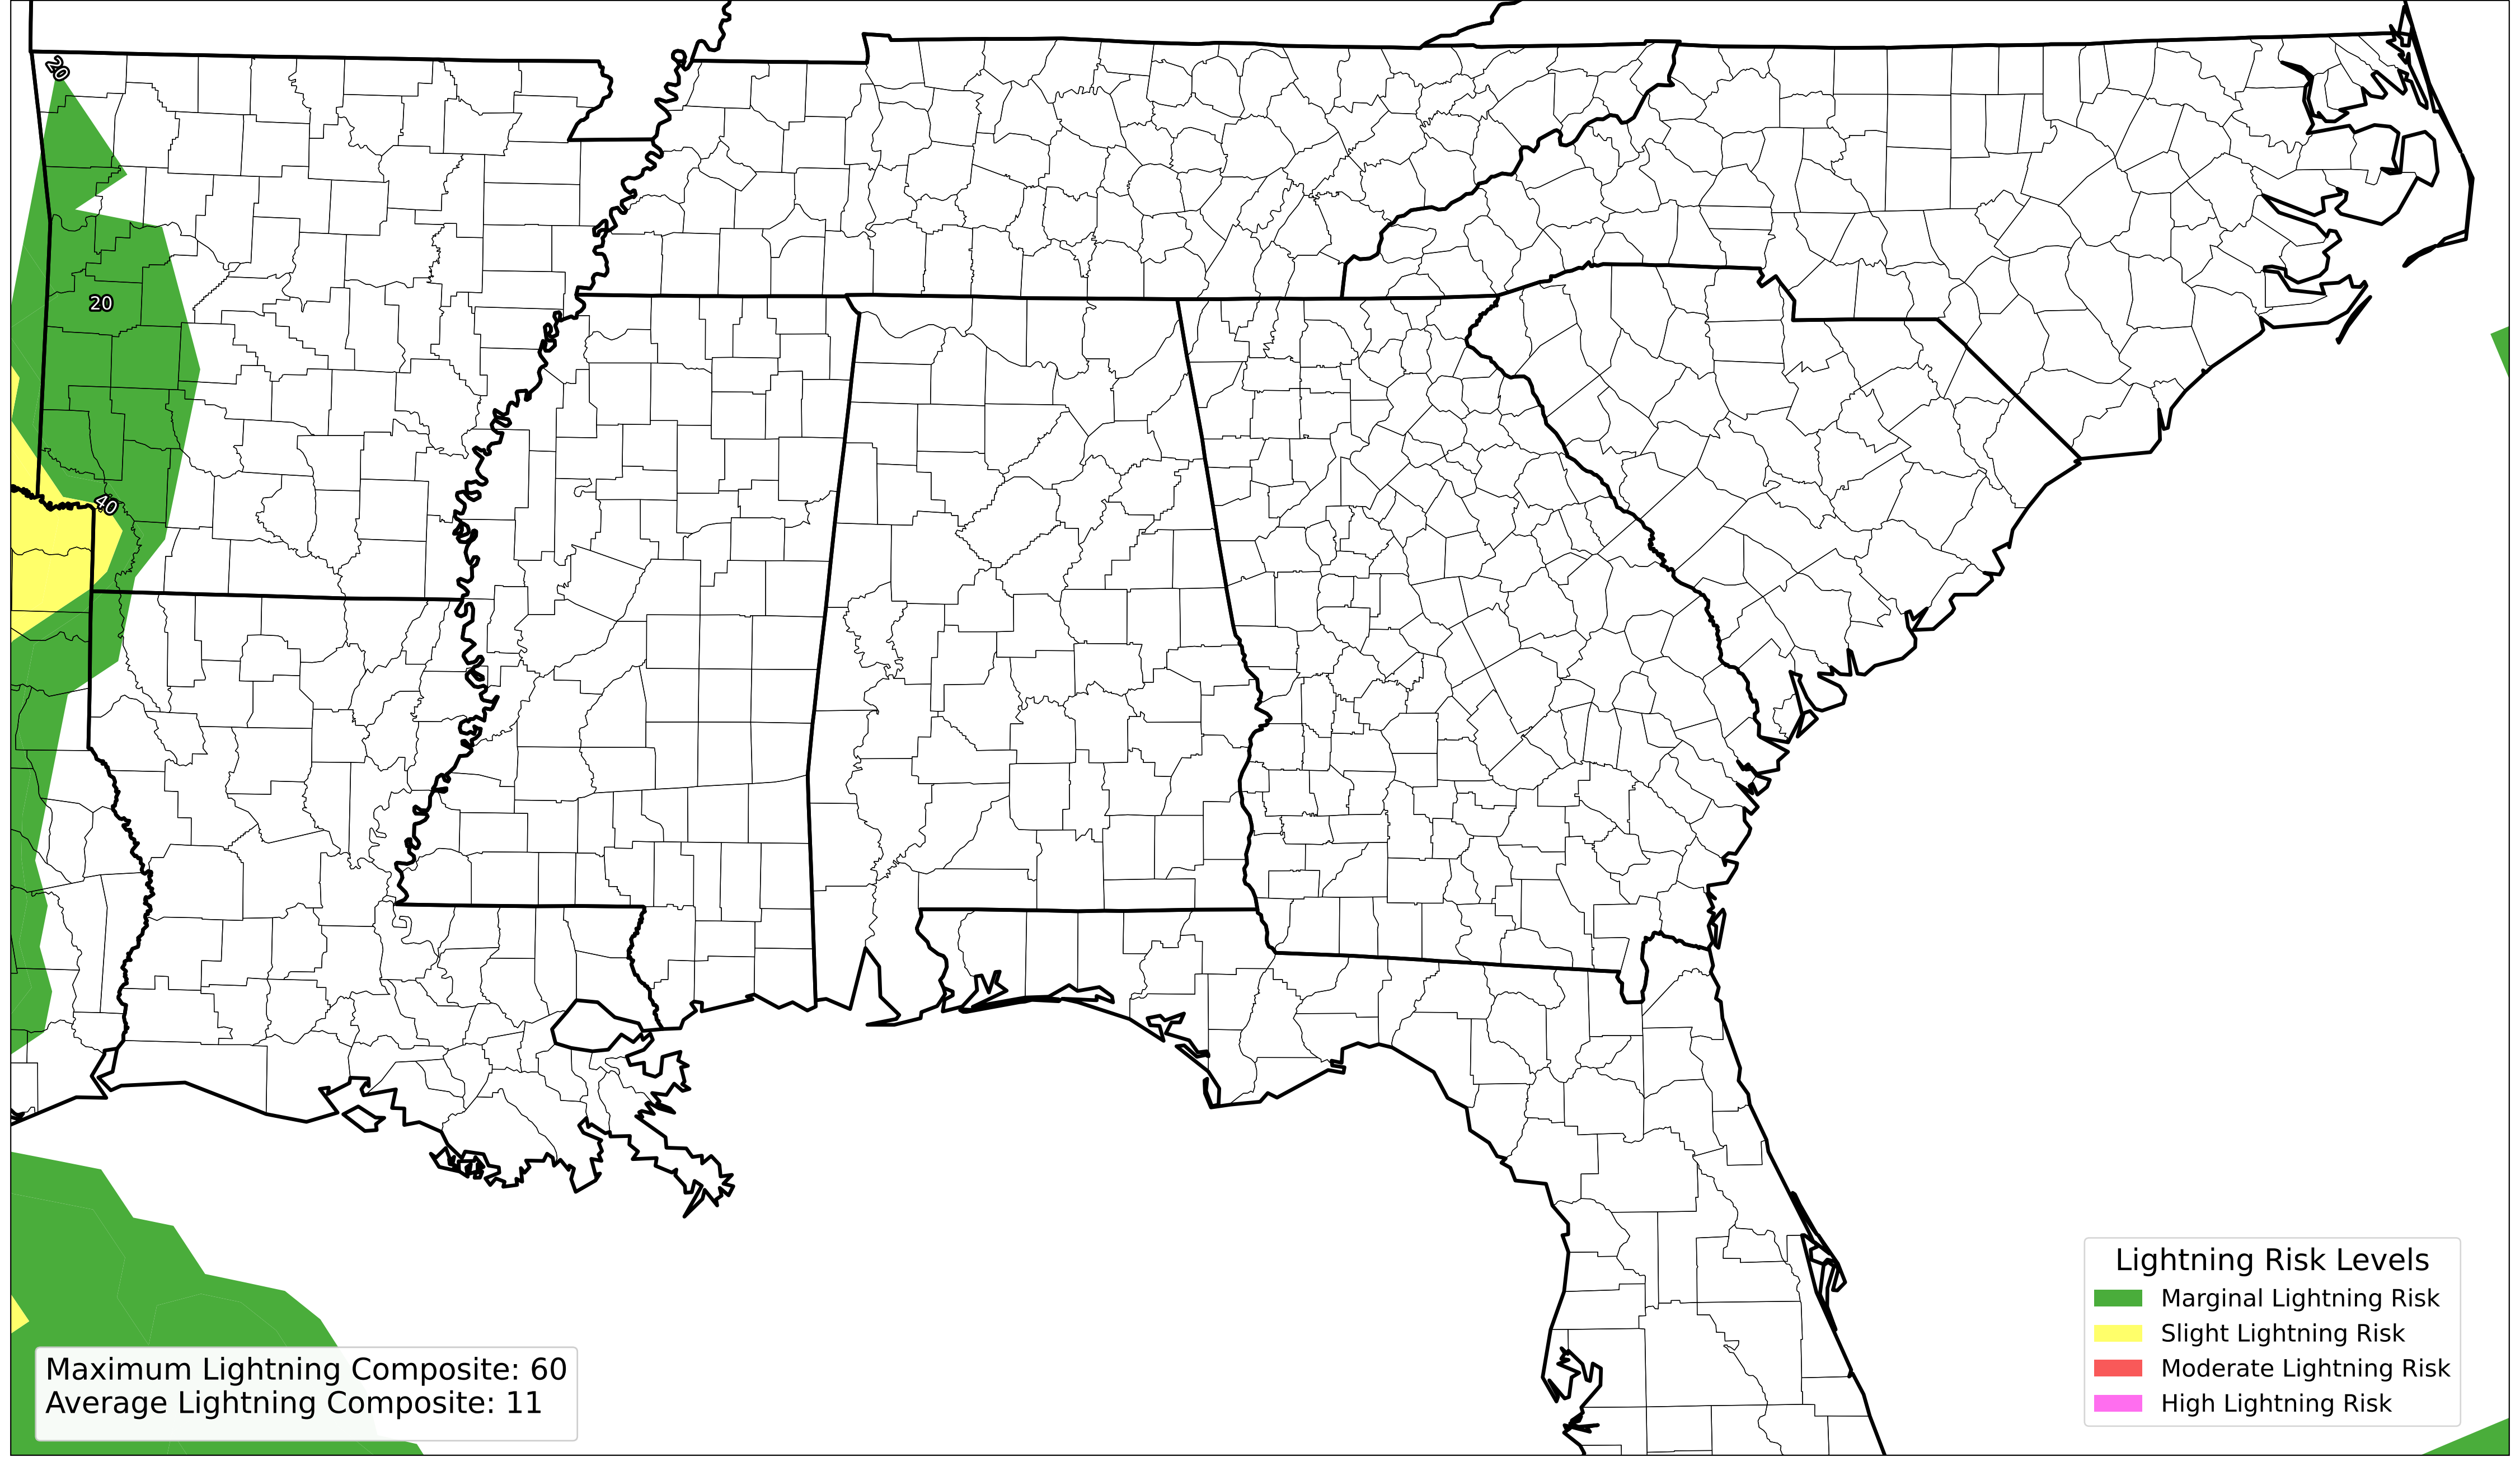 20
20
40
Lightning Risk Levels
Marginal Lightning Risk
Slight Lightning Risk
Moderate Lightning Risk
High Lightning Risk
Maximum Lightning Composite: 60
Average Lightning Composite: 11